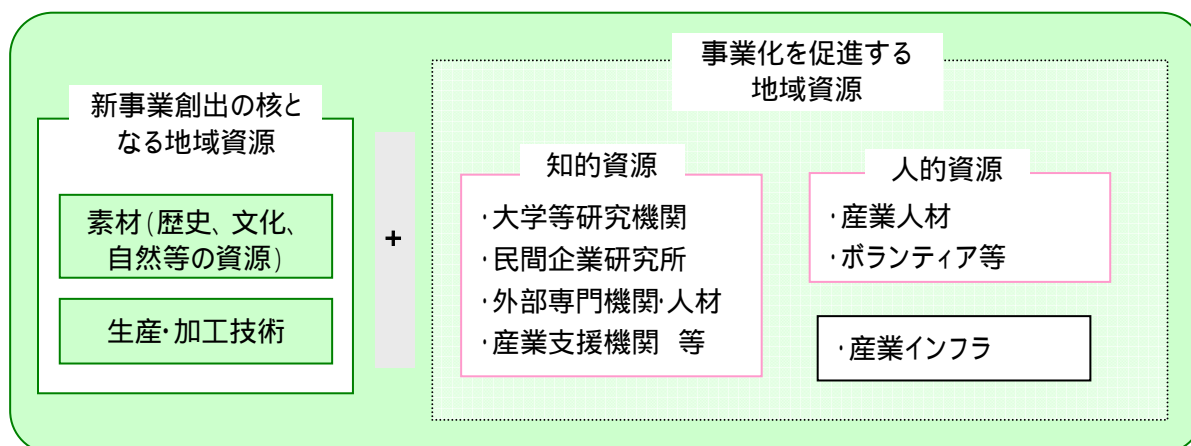 新事業創出の核と
なる地域資源
素材(歴史、文化、
自然等の資源)
生産・加工技術
+
事業化を促進する
地域資源
知的資源
・大学等研究機関
・民間企業研究所
・外部専門機関・人材
・産業支援機関 等
人的資源
・産業人材
・ボランティア等
・産業インフラ